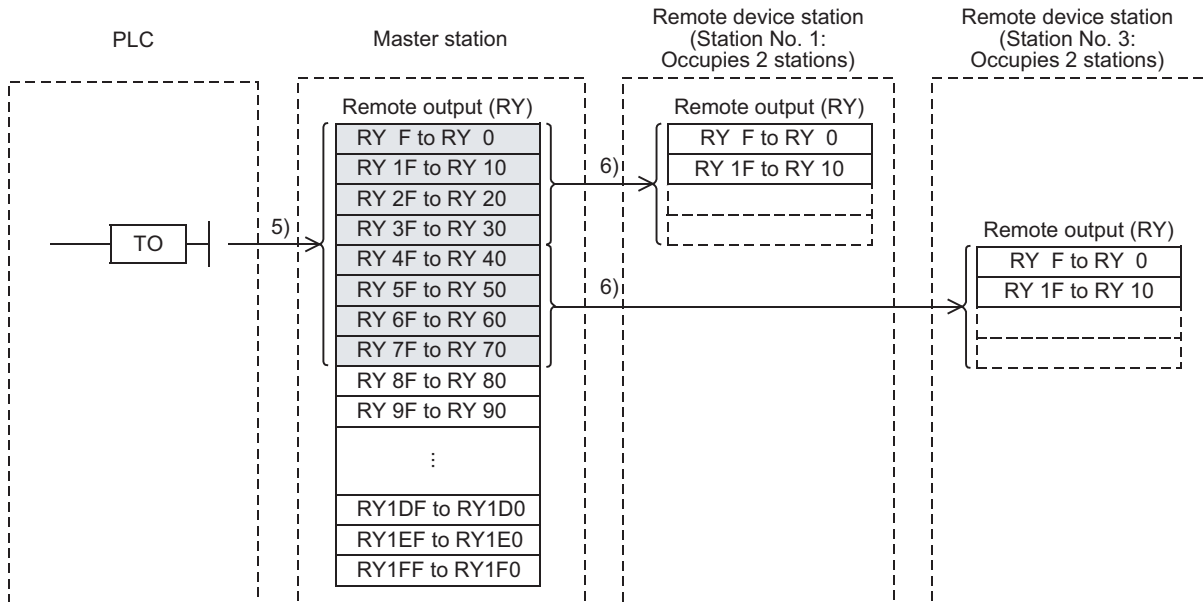 PLC
Master station
Remote device station
(Station No. 1:
Occupies 2 stations)
Remote device station
(Station No. 3:
Occupies 2 stations)
TO
5)
Remote output (RY)
RY F to RY 0
RY 1F to RY 10
RY 2F to RY 20
RY 3F to RY 30
RY 4F to RY 40
RY 5F to RY 50
RY 6F to RY 60
RY 7F to RY 70
RY 8F to RY 80
RY 9F to RY 90
⋮
RY1DF to RY1D0
RY1EF to RY1E0
RY1FF to RY1F0
6)
6)
Remote output (RY)
RY F to RY 0
RY 1F to RY 10
Remote output (RY)
RY F to RY 0
RY 1F to RY 10